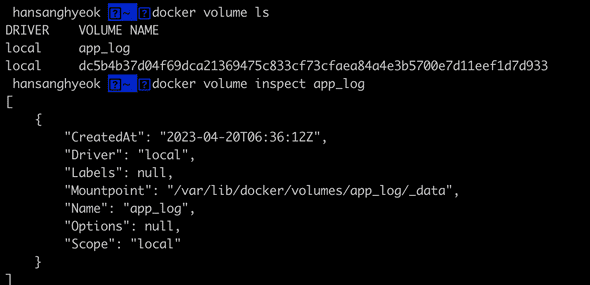 hansanghyeok ~ docker volume ls
DRIVER    VOLUME NAME
local     app_log
local     dc5b4b37d04f69dca21369475c833cf73cfaea84a4e3b5700e7d11eef1d7d933
hansanghyeok ~ docker volume inspect app_log
[
    {
        "CreatedAt": "2023-04-20T06:36:12Z",
        "Driver": "local",
        "Labels": null,
        "Mountpoint": "/var/lib/docker/volumes/app_log/_data",
        "Name": "app_log",
        "Options": null,
        "Scope": "local"
    }
]